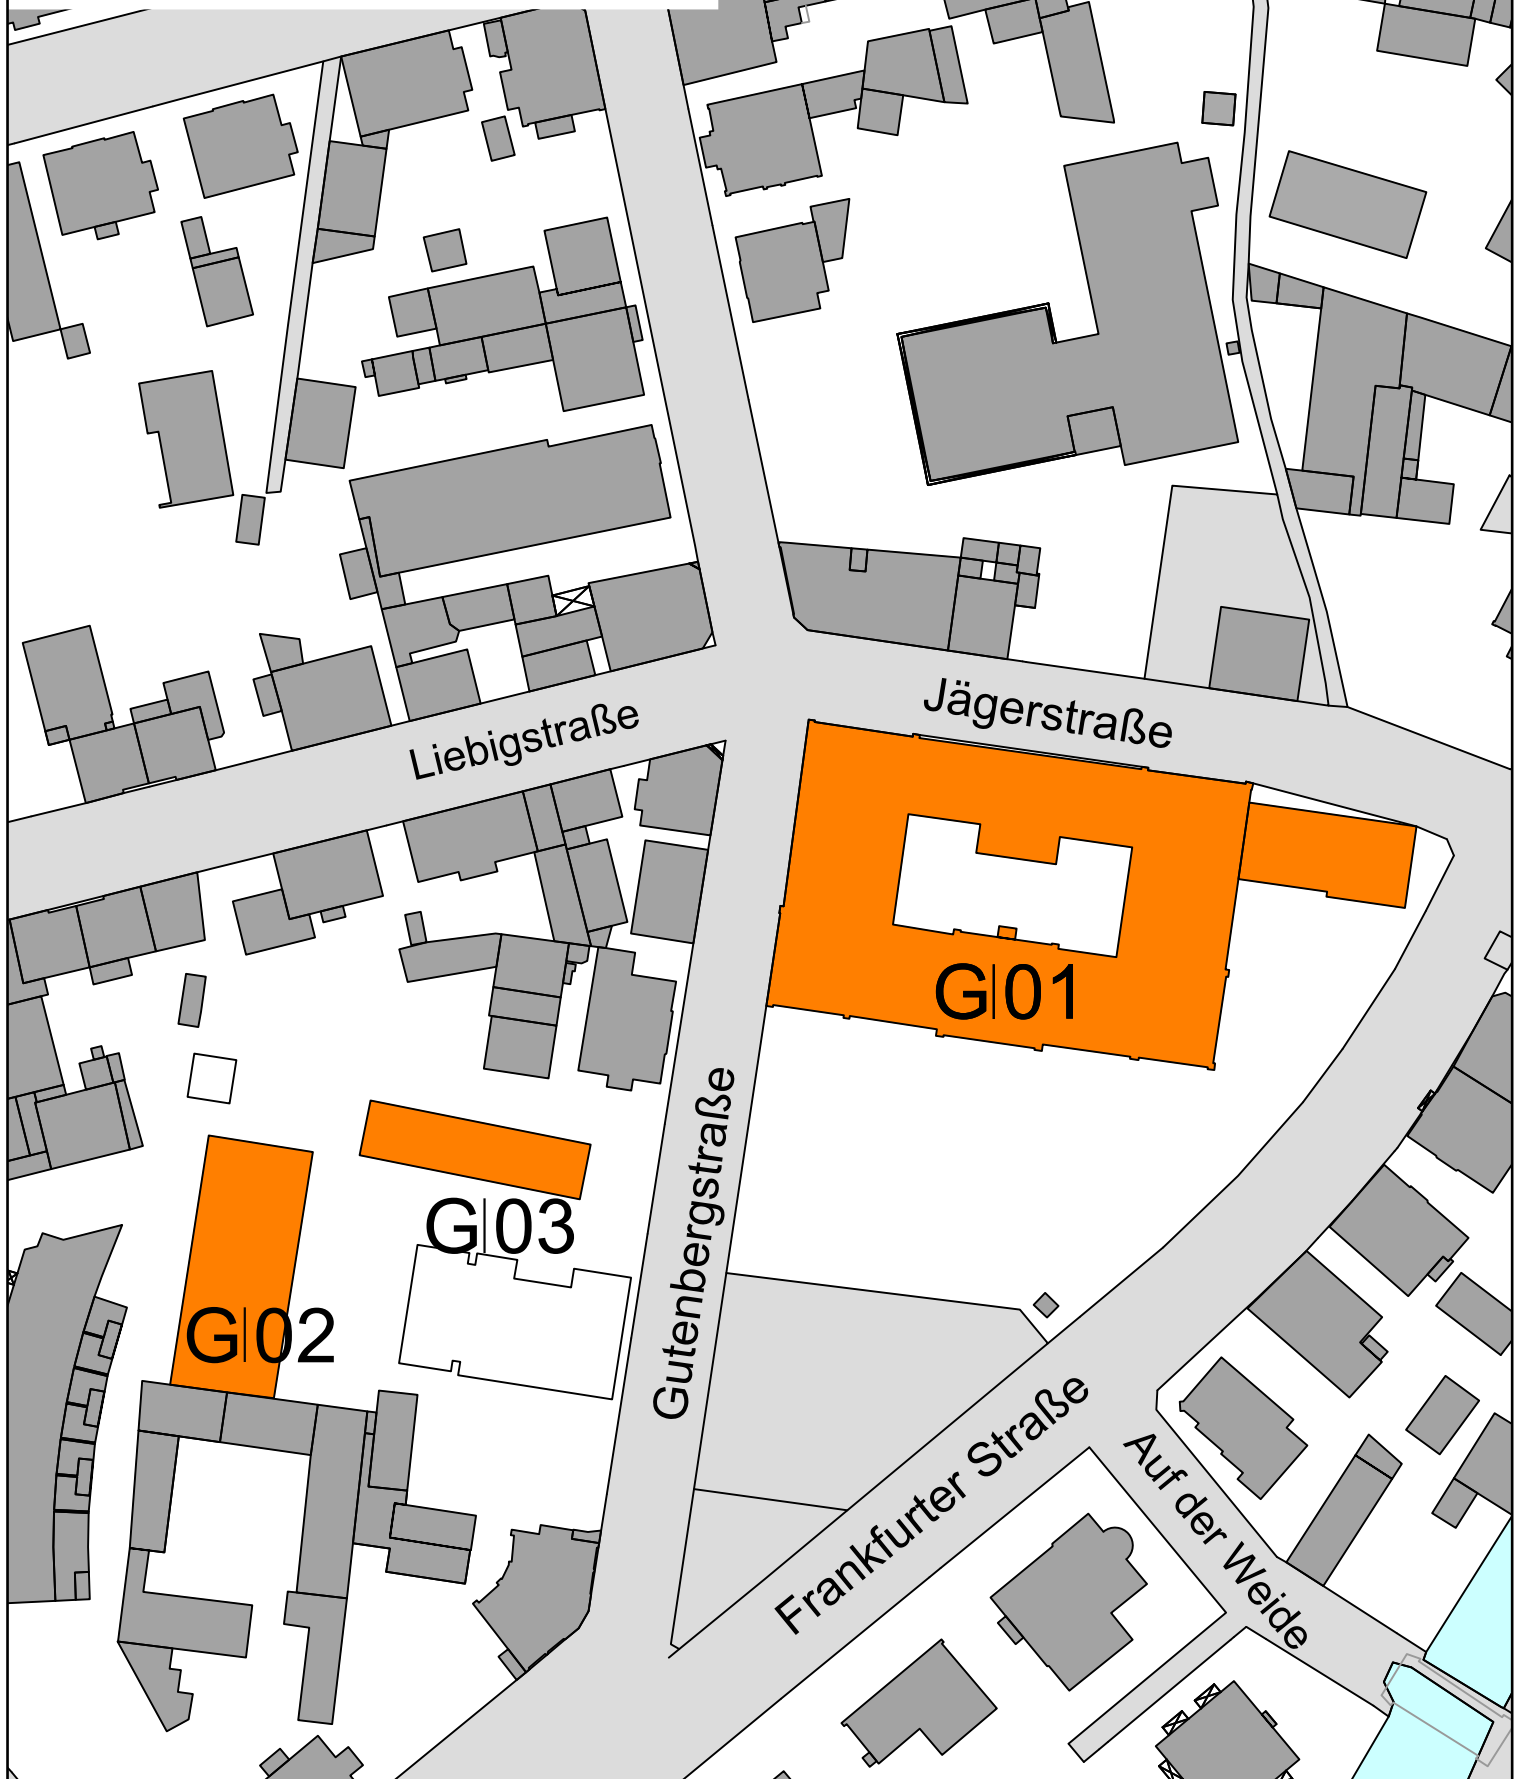 Jägerstraße
Liebigstraße
G|01
Gutenbergstraße
G|03
G|02
Frankfurter Straße
Auf der Weide